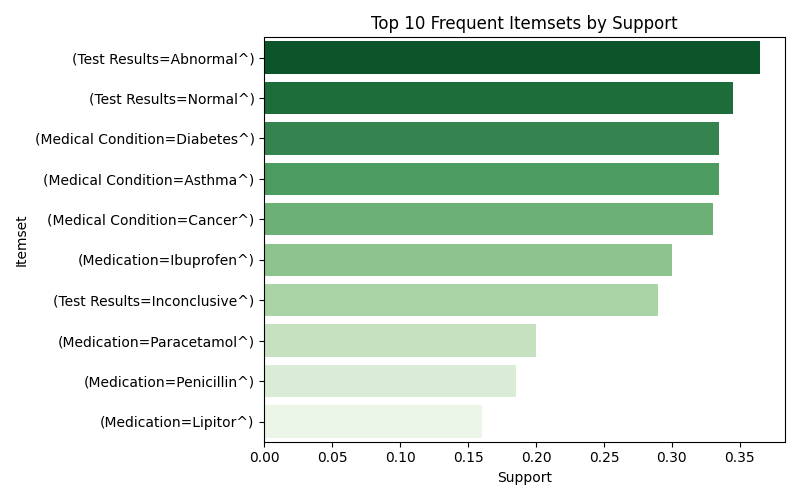 Top 10 Frequent Itemsets by Support
(Test Results=Abnormal^)
(Test Results=Normal^)
(Medical Condition=Diabetes^)
(Medical Condition=Asthma^)
(Medical Condition=Cancer^)
(Medication=Ibuprofen^)
(Test Results=Inconclusive^)
(Medication=Paracetamol^)
(Medication=Penicillin^)
(Medication=Lipitor^)
Itemset
0.00 0.05 0.10 0.15 0.20 0.25 0.30 0.35
Support